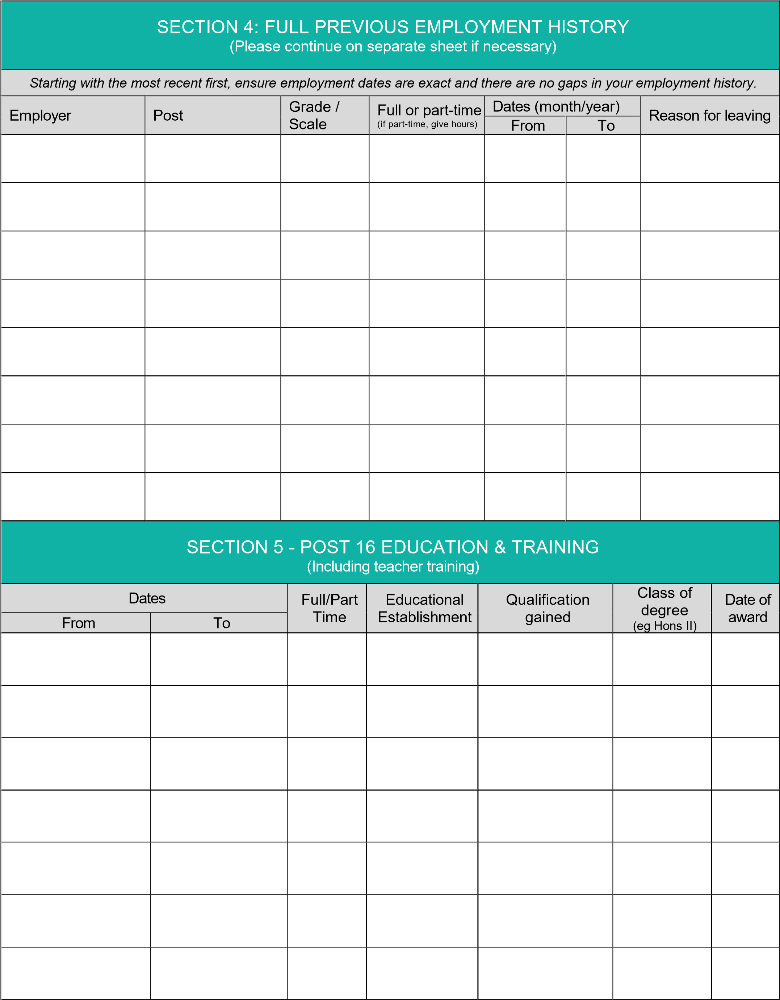 SECTION 4: FULL PREVIOUS EMPLOYMENT HISTORY
(Please continue on separate sheet if necessary)
Starting with the most recent first, ensure employment dates are exact and there are no gaps in your employment history.
Employer
Post
Grade /
Scale
Full or part-time
(if part-time, give hours)
Dates (month/year)
From
To
Reason for leaving
SECTION 5 - POST 16 EDUCATION & TRAINING
(Including teacher training)
Dates
From
To
Full/Part
Time
Educational
Establishment
Qualification
gained
Class of
degree
(eg Hons II)
Date of
award